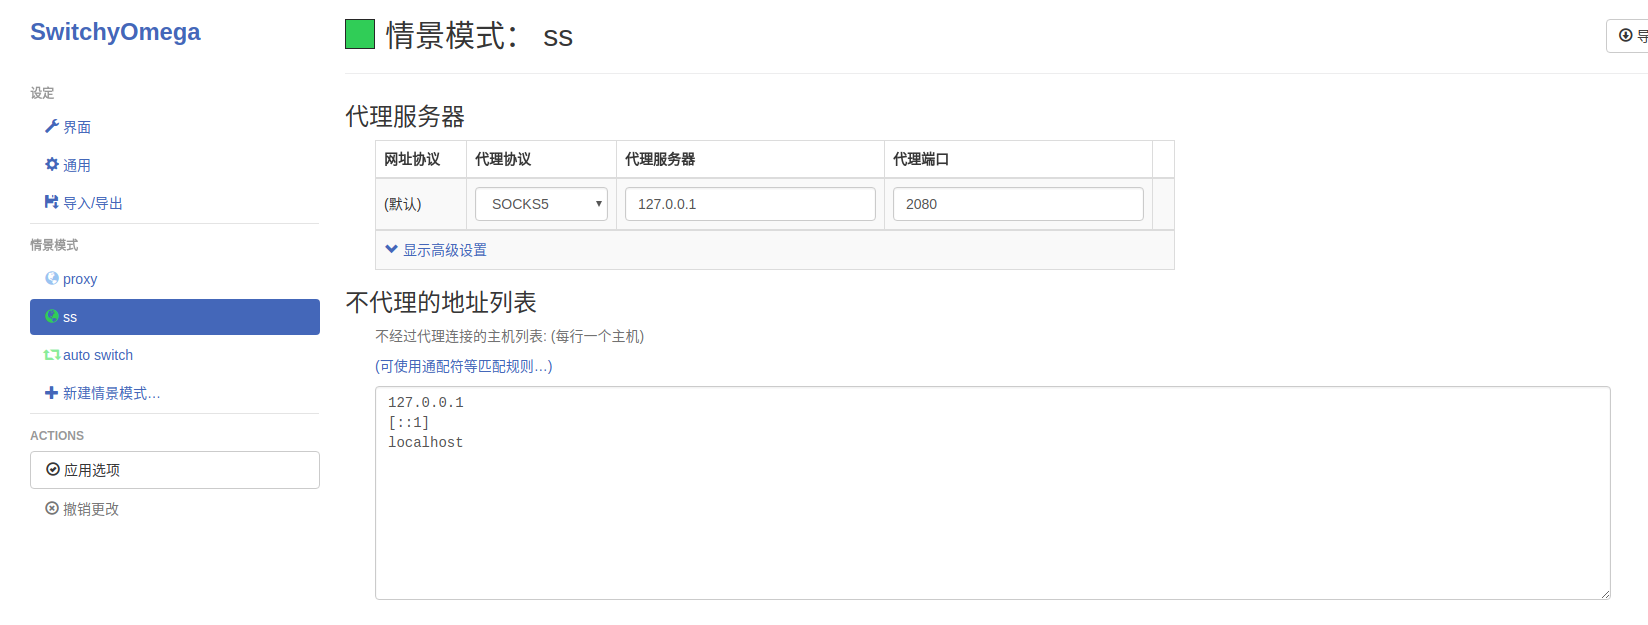 SwitchyOmega
设定
界面
通用
导入/导出
情景模式
proxy
ss
auto switch
新建情景模式…
ACTIONS
应用选项
撤销更改
情景模式： ss
导
代理服务器
网址协议 代理协议 代理服务器 代理端口
(默认) SOCKS5 127.0.0.1 2080
显示高级设置
不代理的地址列表
不经过代理连接的主机列表: (每行一个主机)
(可使用通配符等匹配规则…)
127.0.0.1
[::1]
localhost